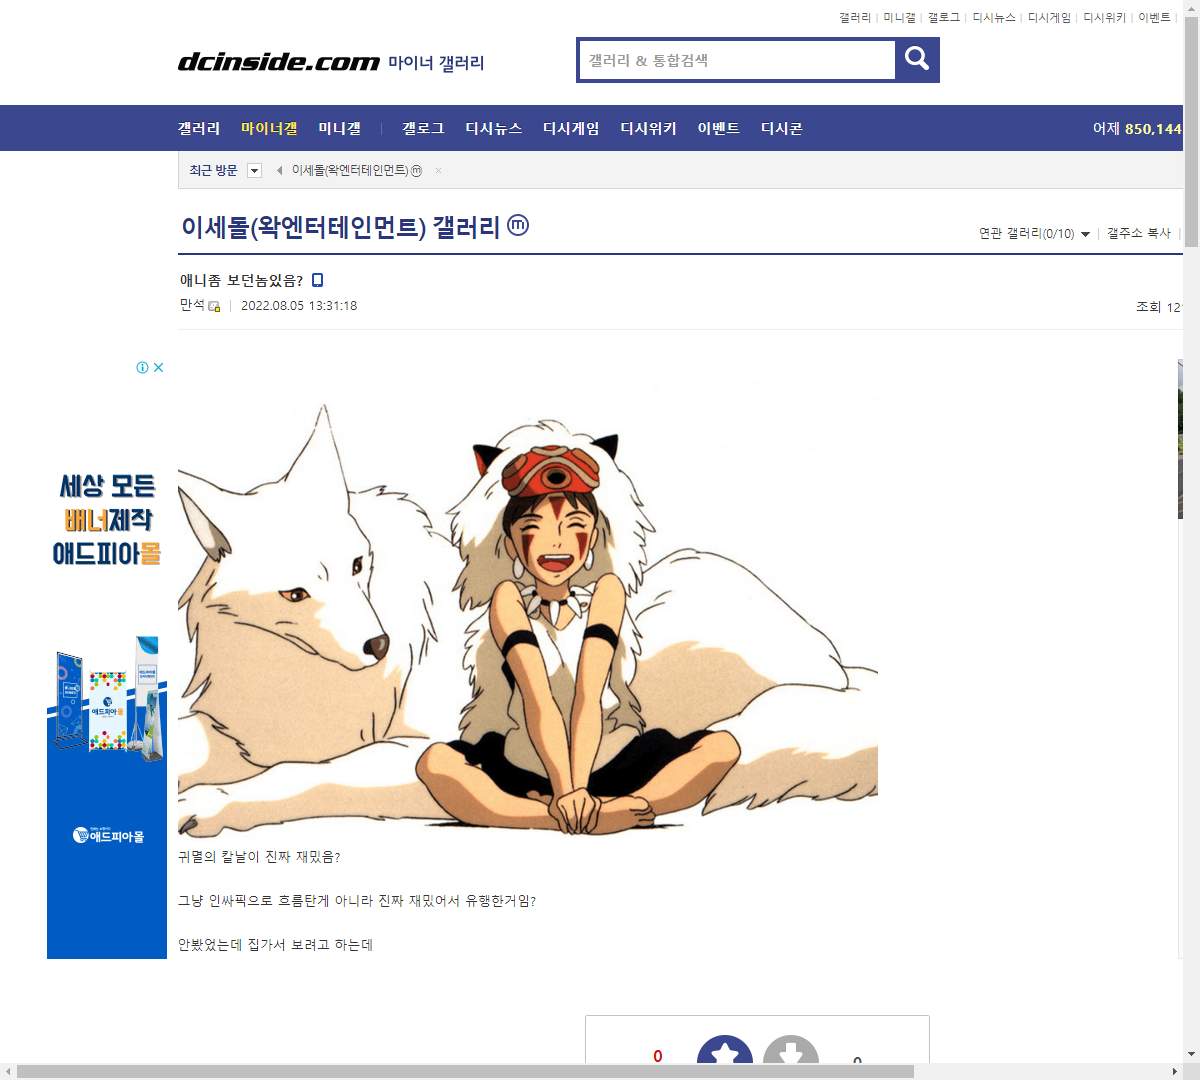 갤러리 | 미니갤 | 갤로그 | 디시뉴스 | 디시게임 | 디시위키 | 이벤트 |
dcinside.com 마이너 갤러리
갤러리 & 통합검색
갤러리 마이너갤 미니갤 | 갤로그 디시뉴스 디시게임 디시위키 이벤트 디시콘
어제 850,144
최근 방문
이세돌(왁엔터테인먼트) ⓜ ×
이세돌(왁엔터테인먼트) 갤러리 ⓜ
연관 갤러리(0/10) | 갤주소 복사 |
애니좀 보던놈있음?
만석 | 2022.08.05 13:31:18
조회 12
세상 모든
배너제작
애드피아몰
애드피아몰
애드피아몰
귀멸의 칼날이 진짜 재밌음?
그냥 인싸픽으로 흐름탄게 아니라 진짜 재밌어서 유행한거임?
안봤었는데 집가서 보려고 하는데
0
0